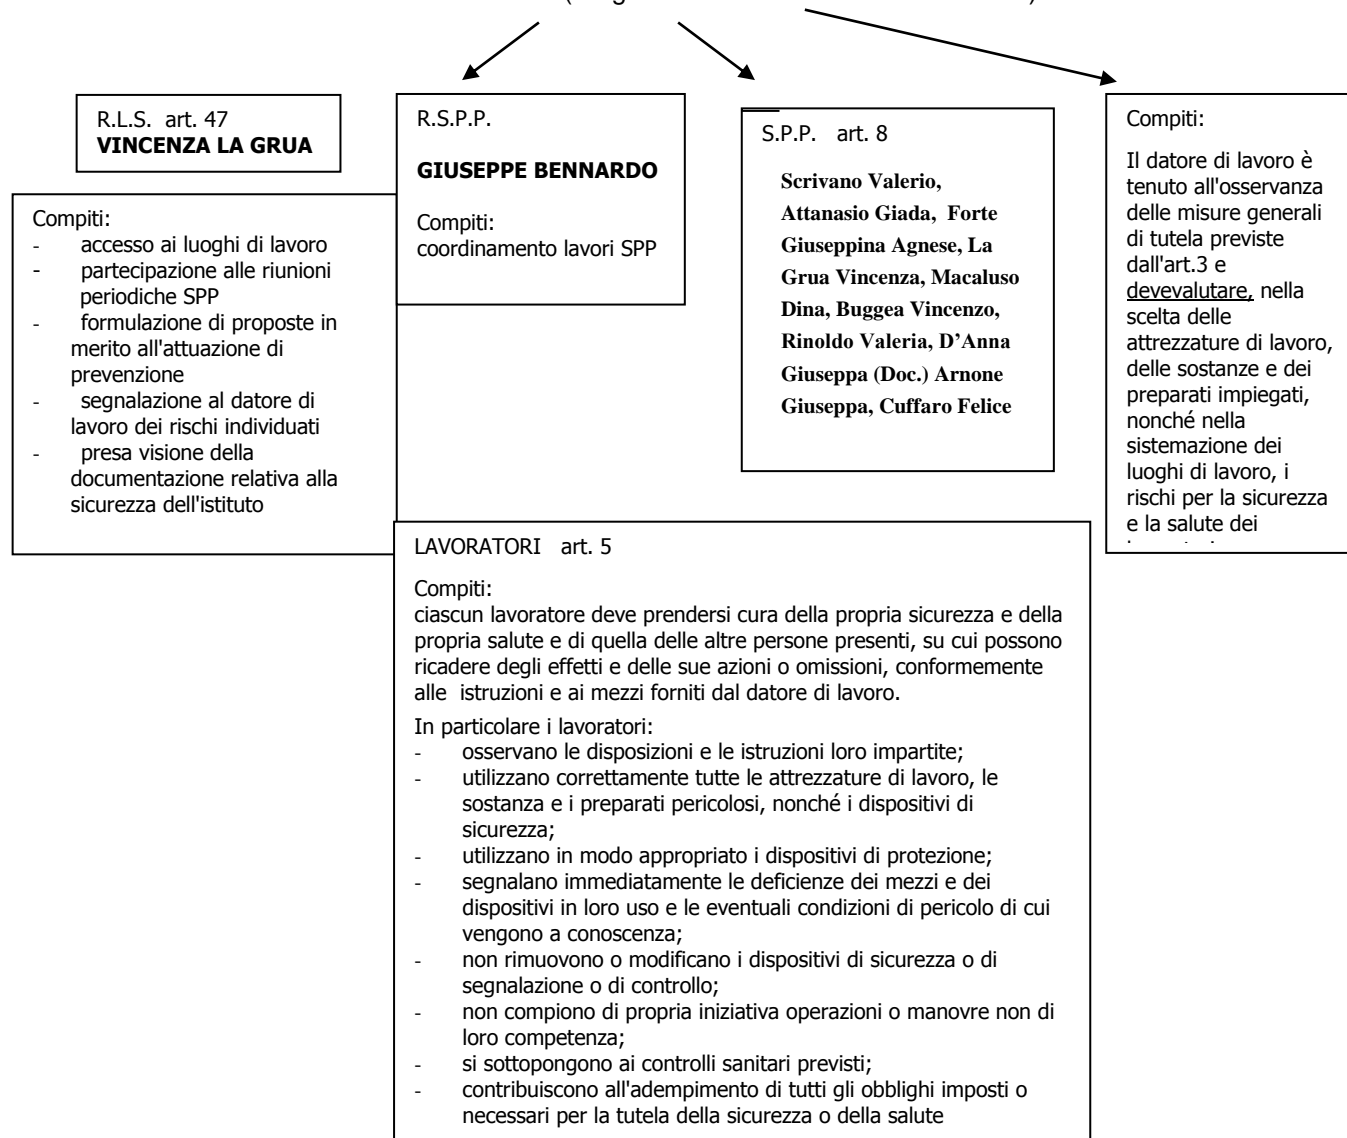 R.L.S. art. 47
VINCENZA LA GRUA
Compiti:
- accesso ai luoghi di lavoro
- partecipazione alle riunioni
periodiche SPP
- formulazione di proposte in
merito all'attuazione di
prevenzione
- segnalazione al datore di
lavoro dei rischi individuati
- presa visione della
documentazione relativa alla
sicurezza dell'istituto
R.S.P.P.
GIUSEPPE BENNARDO
Compiti:
coordinamento lavori SPP
S.P.P. art. 8
Scrivano Valerio,
Attanasio Giada, Forte
Giuseppina Agnese, La
Grua Vincenza, Macaluso
Dina, Buggea Vincenzo,
Rinoldo Valeria, D'Anna
Giuseppa (Doc.) Arnone
Giuseppa, Cuffaro Felice
Compiti:
Il datore di lavoro è
tenuto all'osservanza
delle misure generali
di tutela previste
dall'art.3 e
devevalutare, nella
scelta delle
attrezzature di lavoro,
delle sostanze e dei
preparati impiegati,
nonché nella
sistemazione dei
luoghi di lavoro, i
rischi per la sicurezza
e la salute dei
LAVORATORI art. 5
Compiti:
ciascun lavoratore deve prendersi cura della propria sicurezza e della
propria salute e di quella delle altre persone presenti, su cui possono
ricadere degli effetti e delle sue azioni o omissioni, conformemente
alle istruzioni e ai mezzi forniti dal datore di lavoro.
In particolare i lavoratori:
- osservano le disposizioni e le istruzioni loro impartite;
- utilizzano correttamente tutte le attrezzature di lavoro, le
sostanza e i preparati pericolosi, nonché i dispositivi di
sicurezza;
- utilizzano in modo appropriato i dispositivi di protezione;
- segnalano immediatamente le deficienze dei mezzi e dei
dispositivi in loro uso e le eventuali condizioni di pericolo di cui
vengono a conoscenza;
- non rimuovono o modificano i dispositivi di sicurezza o di
segnalazione o di controllo;
- non compiono di propria iniziativa operazioni o manovre non di
loro competenza;
- si sottopongono ai controlli sanitari previsti;
- contribuiscono all'adempimento di tutti gli obblighi imposti o
necessari per la tutela della sicurezza o della salute